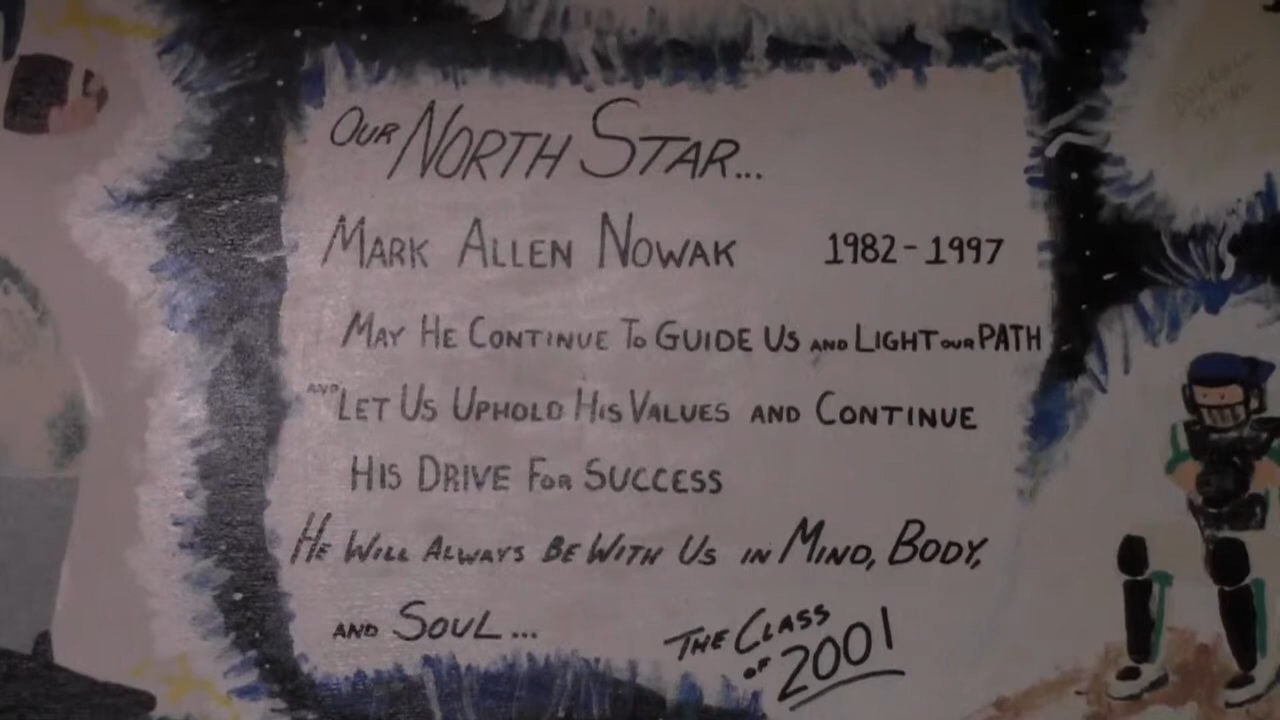 OUR NORTH STAR...
MARK ALLEN NOWAK 1982-1997
MAY HE CONTINUE TO GUIDE US AND LIGHT OUR PATH
AND LET US UPHOLD HIS VALUES AND CONTINUE
HIS DRIVE FOR SUCCESS
HE WILL ALWAYS BE WITH US IN MIND, BODY,
AND SOUL...
THE CLASS
OF 2001